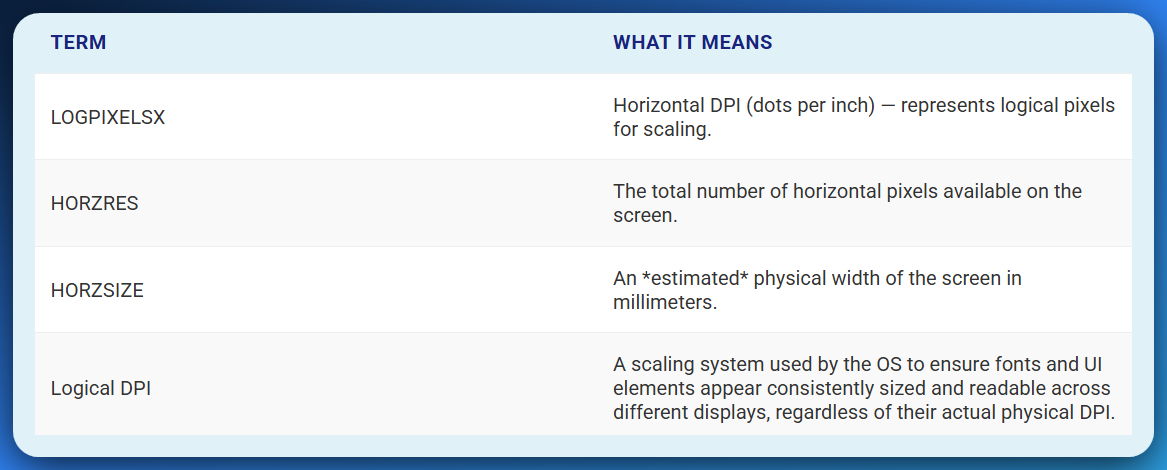 TERM
WHAT IT MEANS
LOGPIXELSX
Horizontal DPI (dots per inch) — represents logical pixels
for scaling.
HORZRES
The total number of horizontal pixels available on the
screen.
HORZSIZE
An *estimated* physical width of the screen in
millimeters.
Logical DPI
A scaling system used by the OS to ensure fonts and UI
elements appear consistently sized and readable across
different displays, regardless of their actual physical DPI.